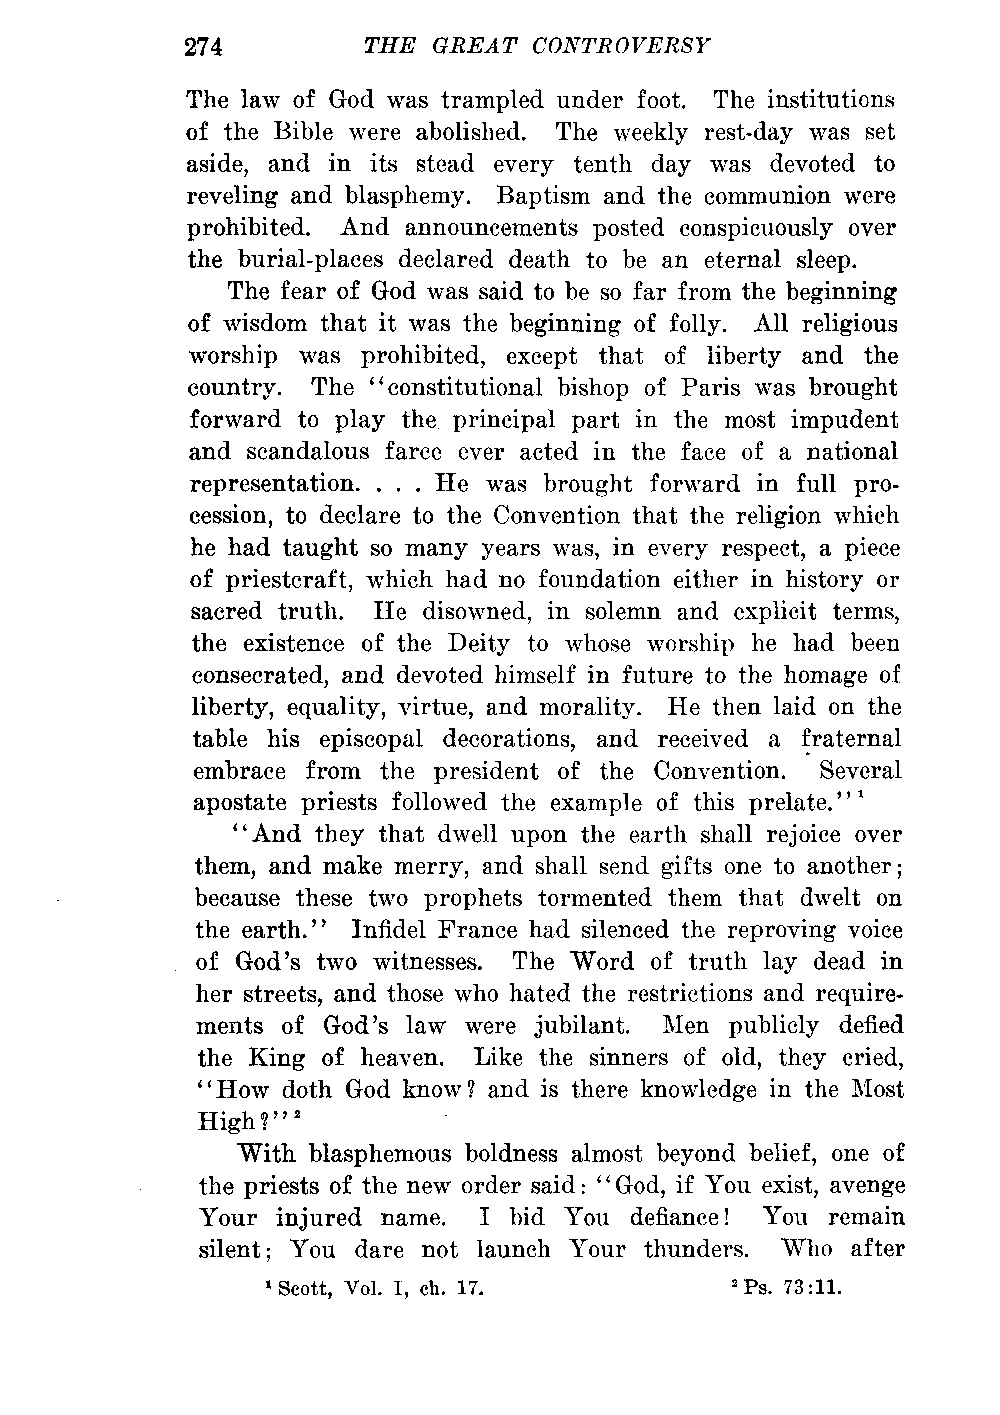 274 THE GREAT CONTROVERSY
The law of God was trampled under foot. The institutions
of the Bible were abolished. The weekly rest-day was set
aside, and in its stead every tenth day was devoted to
reveling and blasphemy. Baptism and the communion were
prohibited. And announcements posted conspicuously over
the burial-places declared death to be an eternal sleep.
The fear of God was said to be so far from the beginning
of wisdom that it was the beginning of folly. All religious
worship was prohibited, except that of liberty and the
country. The "constitutional bishop of Paris was brought
forward to play the principal part in the most impudent
and scandalous farce ever acted in the face of a national
representation. . . . He was brought forward in full pro-
cession, to declare to the Convention that the religion which
he had taught so many years was, in every respect, a piece
of priestcraft, which had no foundation either in history or
sacred truth. He disowned, in solemn and explicit terms,
the existence of the Deity to whose worship he had been
consecrated, and devoted himself in future to the homage of
liberty, equality, virtue, and morality. He then laid on the
table his episcopal decorations, and received a fraternal
embrace from the president of the Convention. Several
apostate priests followed the example of this prelate." ¹
"And they that dwell upon the earth shall rejoice over
them, and make merry, and shall send gifts one to another;
because these two prophets tormented them that dwelt on
the earth." Infidel France had silenced the reproving voice
of God's two witnesses. The Word of truth lay dead in
her streets, and those who hated the restrictions and require-
ments of God's law were jubilant. Men publicly defied
the King of heaven. Like the sinners of old, they cried,
"How doth God know? and is there knowledge in the Most
High?" ²
With blasphemous boldness almost beyond belief, one of
the priests of the new order said: "God, if You exist, avenge
Your injured name. I bid You defiance! You remain
silent; You dare not launch Your thunders. Who after
¹ Scott, Vol. I, ch. 17. ² Ps. 73:11.